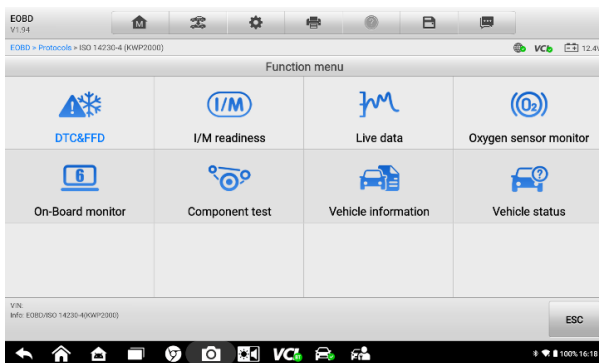 EOBD
V1.94
M
EOBD > Protocols > ISO 14230-4 (KWP2000)
VCI 12.4V
Function menu
I/M
(O₂)
DTC&FFD
I/M readiness
Live data
Oxygen sensor monitor
6
?
On-Board monitor
Component test
Vehicle information
Vehicle status
VIN:
Info: EOBD/ISO 14230-4(KWP2000)
ESC
VCI
100% 16:18